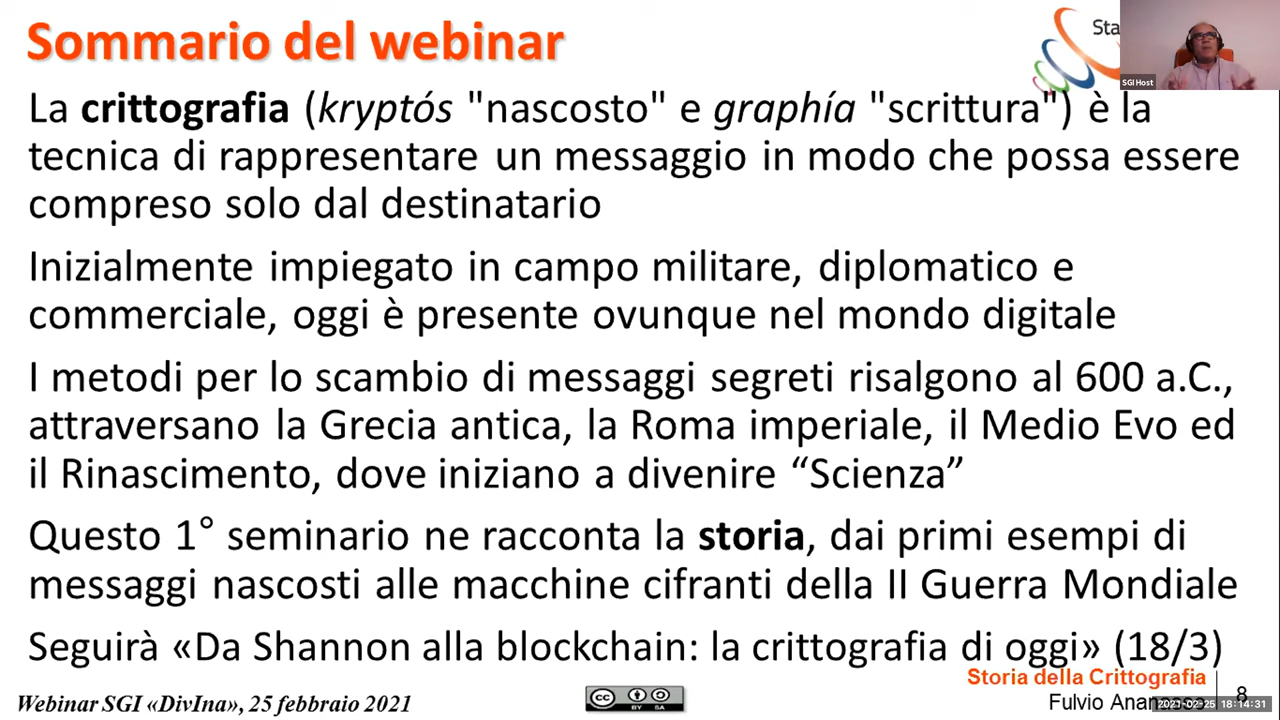 Sommario del webinar
Sta
SGI Host
La crittografia (kryptós "nascosto" e graphía "scrittura") è la
tecnica di rappresentare un messaggio in modo che possa essere
compreso solo dal destinatario
Inizialmente impiegato in campo militare, diplomatico e
commerciale, oggi è presente ovunque nel mondo digitale
I metodi per lo scambio di messaggi segreti risalgono al 600 a.C.,
attraversano la Grecia antica, la Roma imperiale, il Medio Evo ed
il Rinascimento, dove iniziano a divenire “Scienza”
Questo 1° seminario ne racconta la storia, dai primi esempi di
messaggi nascosti alle macchine cifranti della II Guerra Mondiale
Seguirà «Da Shannon alla blockchain: la crittografia di oggi» (18/3)
Storia della Crittografia
Webinar SGI «DivIna», 25 febbraio 2021
CC BY SA
Fulvio
8
2021-02-25 18:14:31